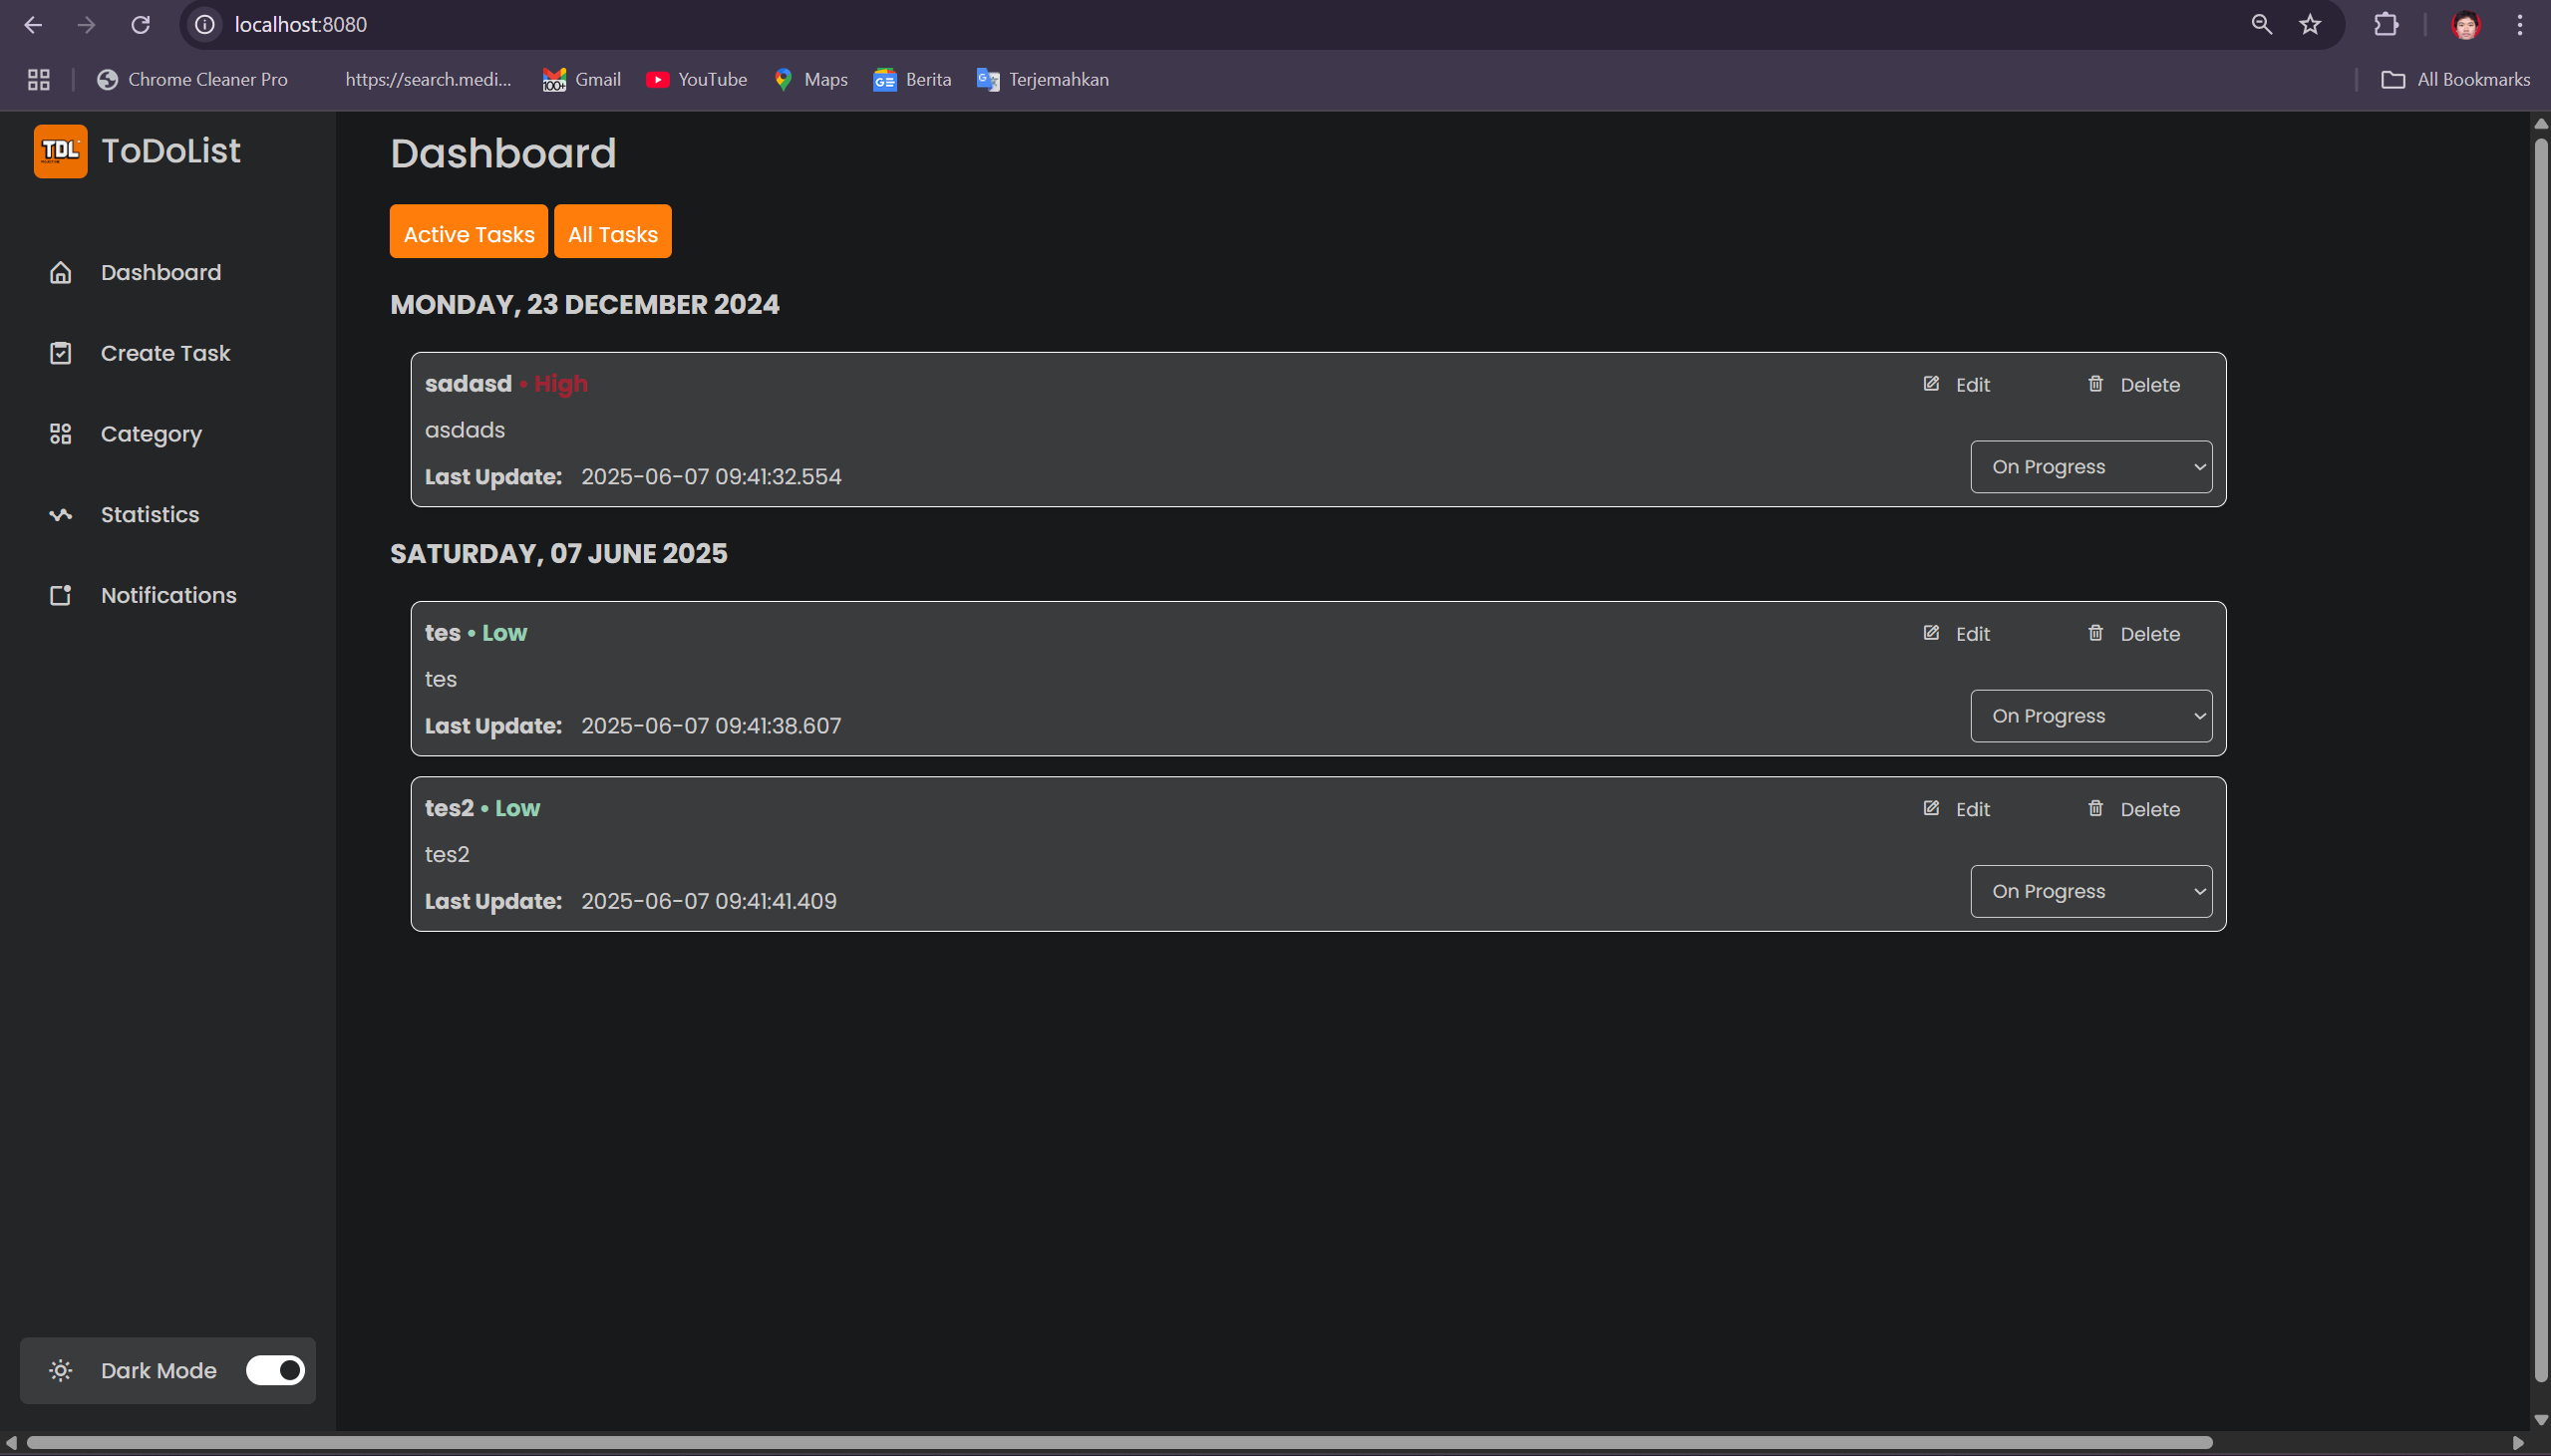 localhost:8080
Chrome Cleaner Pro https://search.medi... Gmail YouTube Maps Berita Terjemahkan All Bookmarks
TDL ToDoList
Dashboard
Create Task
Category
Statistics
Notifications
Dark Mode
Dashboard
Active Tasks All Tasks
MONDAY, 23 DECEMBER 2024
sadasd • High Edit Delete
asdads
On Progress
Last Update: 2025-06-07 09:41:32.554
SATURDAY, 07 JUNE 2025
tes • Low Edit Delete
tes
On Progress
Last Update: 2025-06-07 09:41:38.607
tes2 • Low Edit Delete
tes2
On Progress
Last Update: 2025-06-07 09:41:41.409